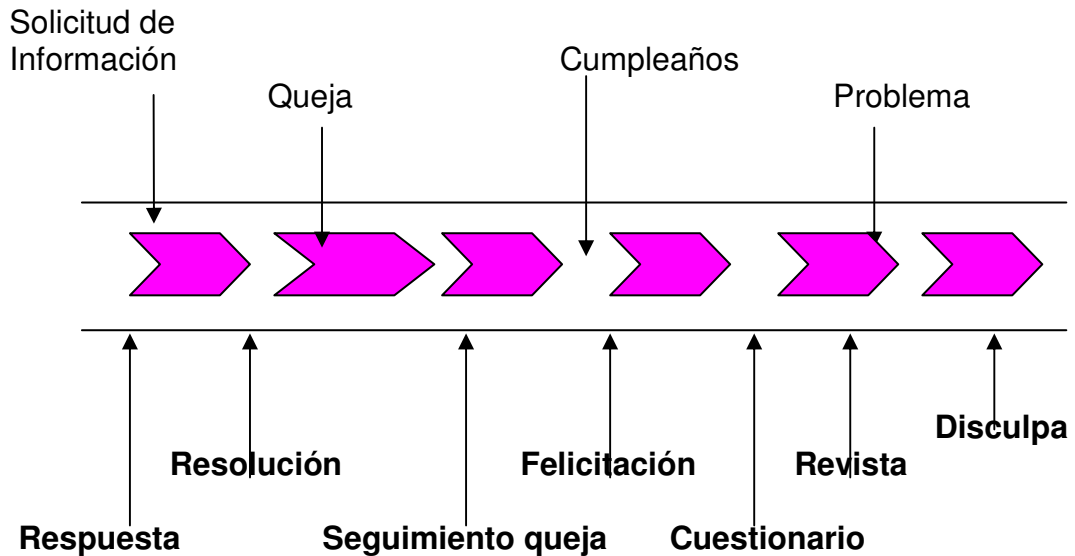 Solicitud de
Información
Cumpleaños
Queja
Problema
Disculpa
Resolución
Felicitación
Revista
Respuesta
Seguimiento queja
Cuestionario